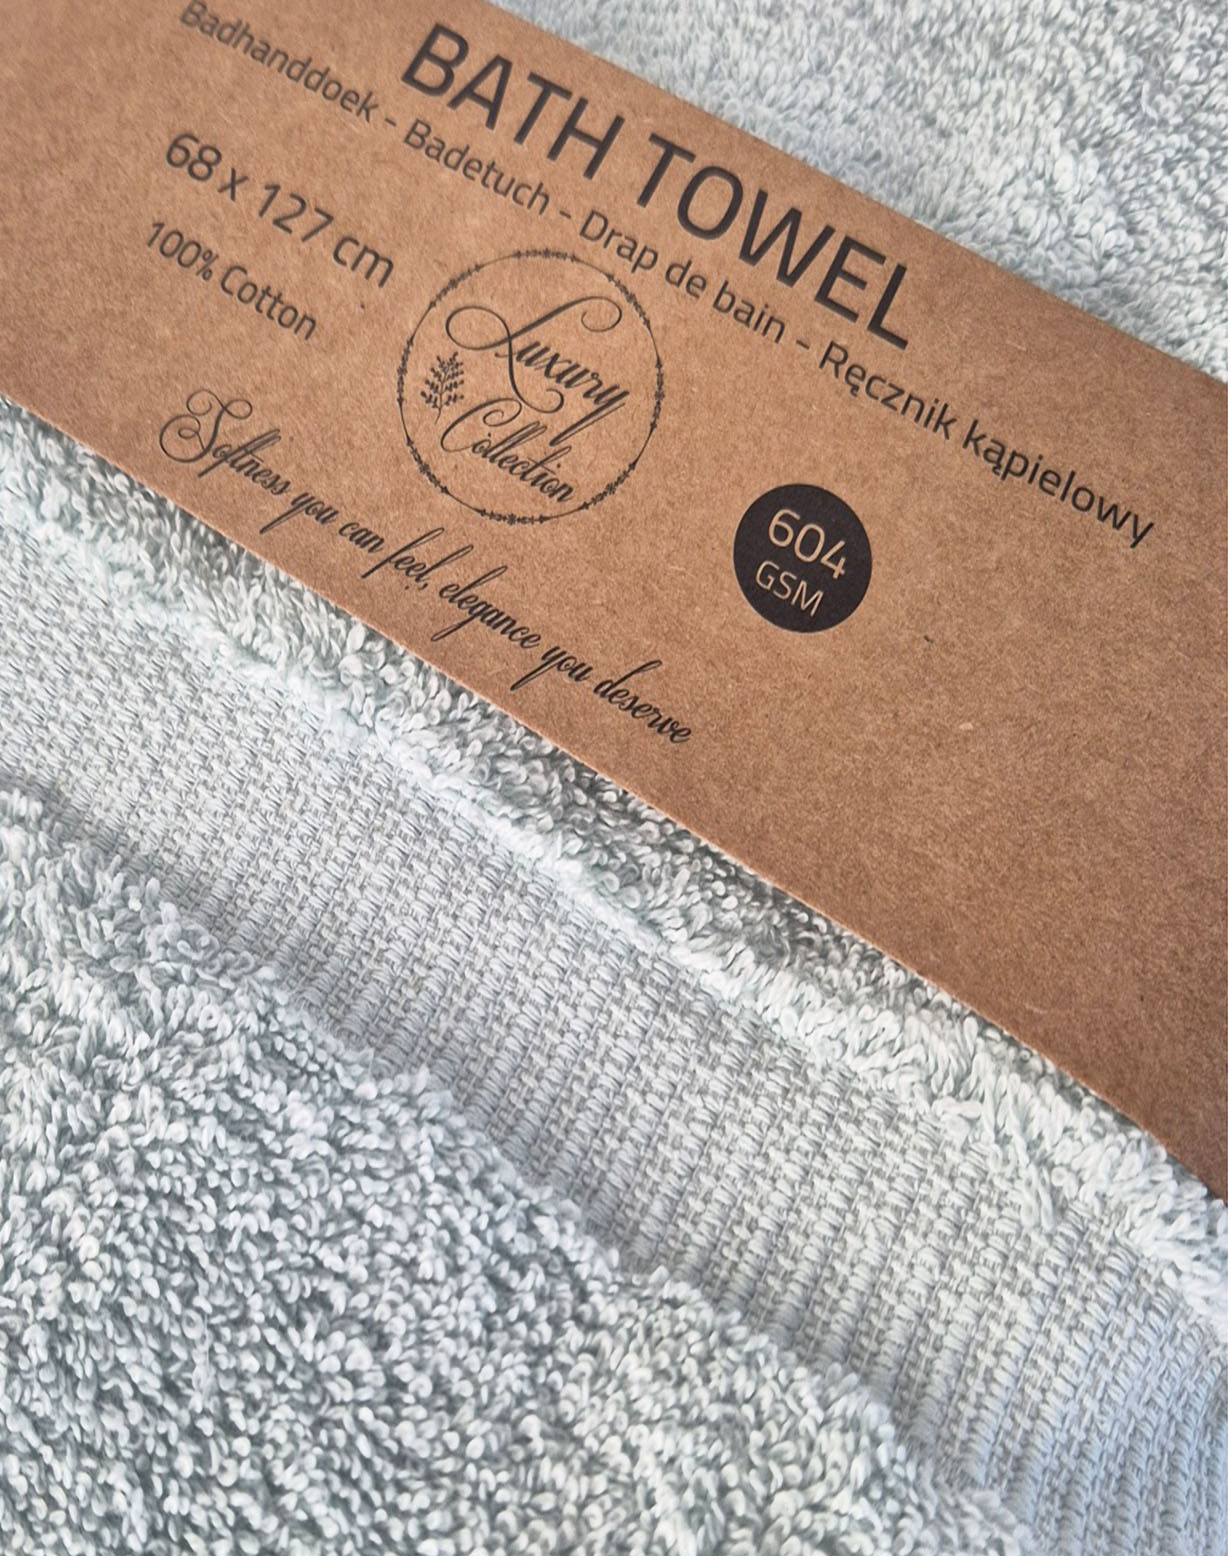 BATH TOWEL
Badhanddoek - Badetuch - Drap de bain - Ręcznik kąpielowy
68 x 127 cm
100% Cotton
Luxury
Collection
604
GSM
Softness you can feel, elegance you deserve